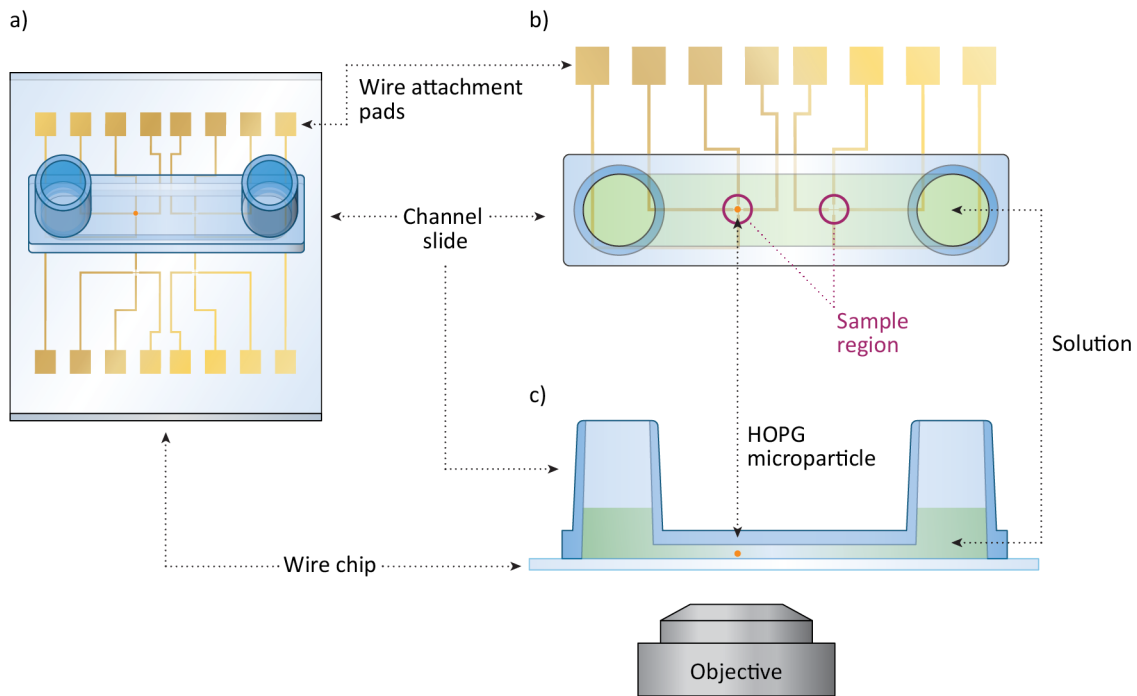 a)
b)
Wire attachment
pads
Channel
slide
Sample
region
Solution
c)
HOPG
microparticle
Wire chip
Objective